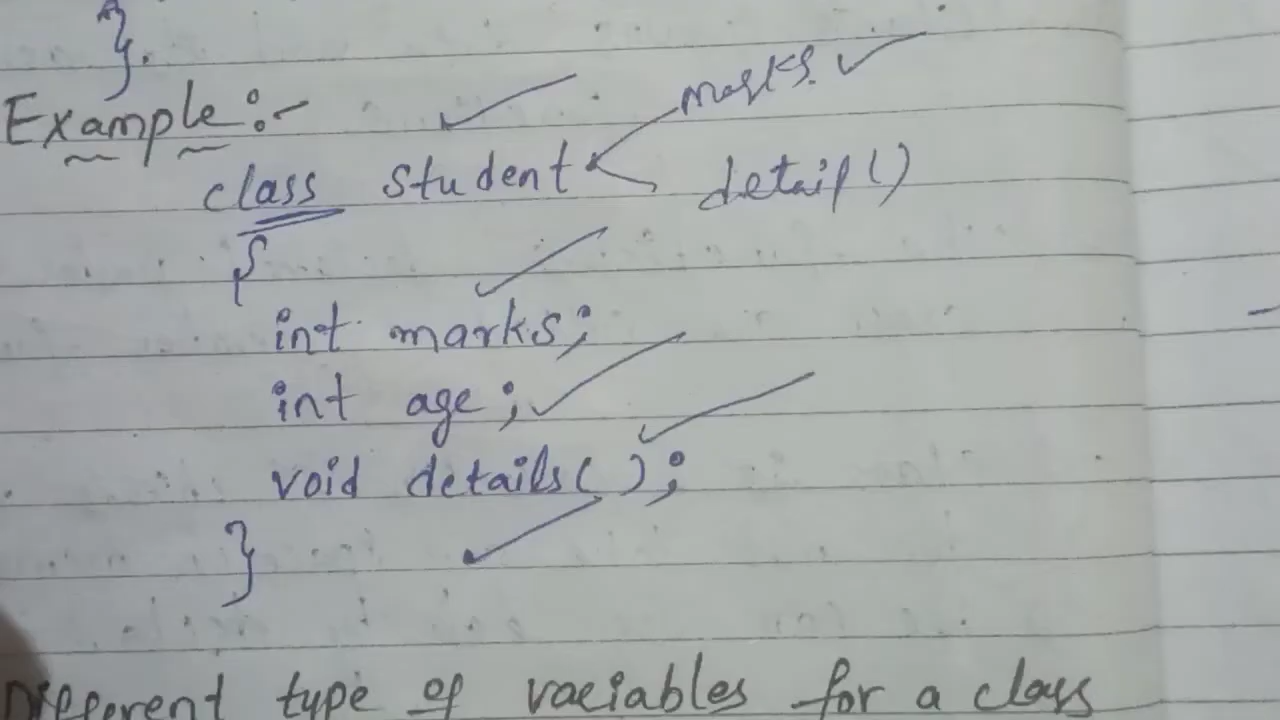 }.
Example:-
marks.
class student detail()
{
int marks;
int age;
void details();
}
Different type of variables for a class